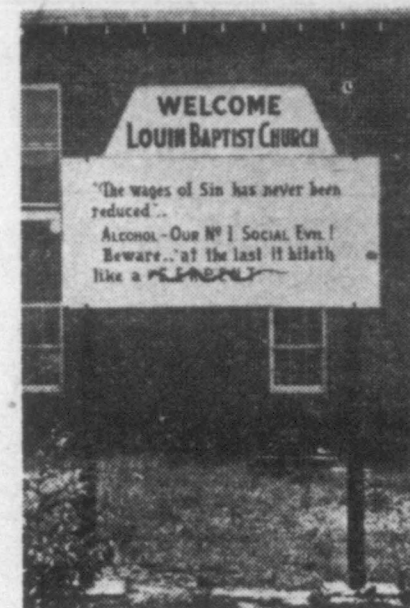 WELCOME
LOUIN BAPTIST CHURCH
"The wages of Sin has never been
reduced"..
ALCOHOL - OUR Nº 1 SOCIAL EVIL!
Beware.."at the last it biteth
like a SERPENT